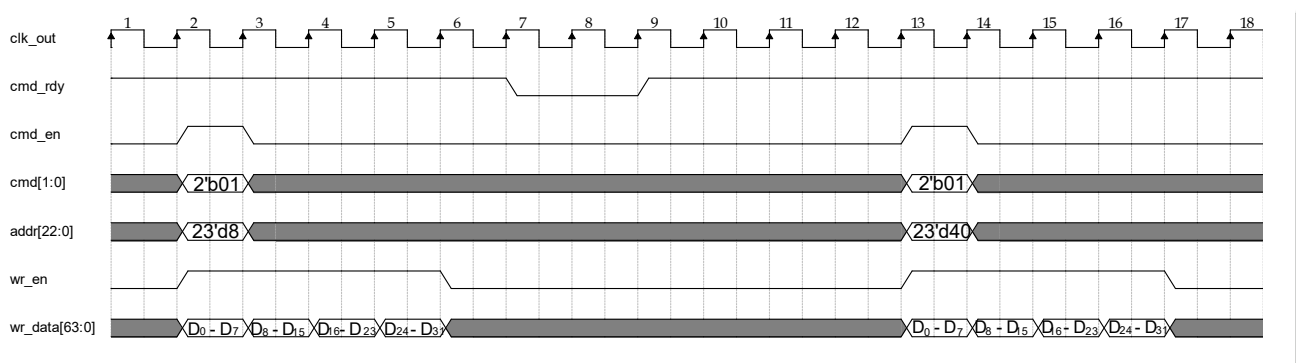 1 2 3 4 5 6 7 8 9 10 11 12 13 14 15 16 17 18
clk_out
cmd_rdy
cmd_en
cmd[1:0] 2'b01 2'b01
addr[22:0] 23'd8 23'd40
wr_en
wr_data[63:0] D0 - D7 D8 - D15 D16 - D23 D24 - D31 D0 - D7 D8 - D15 D16 - D23 D24 - D31